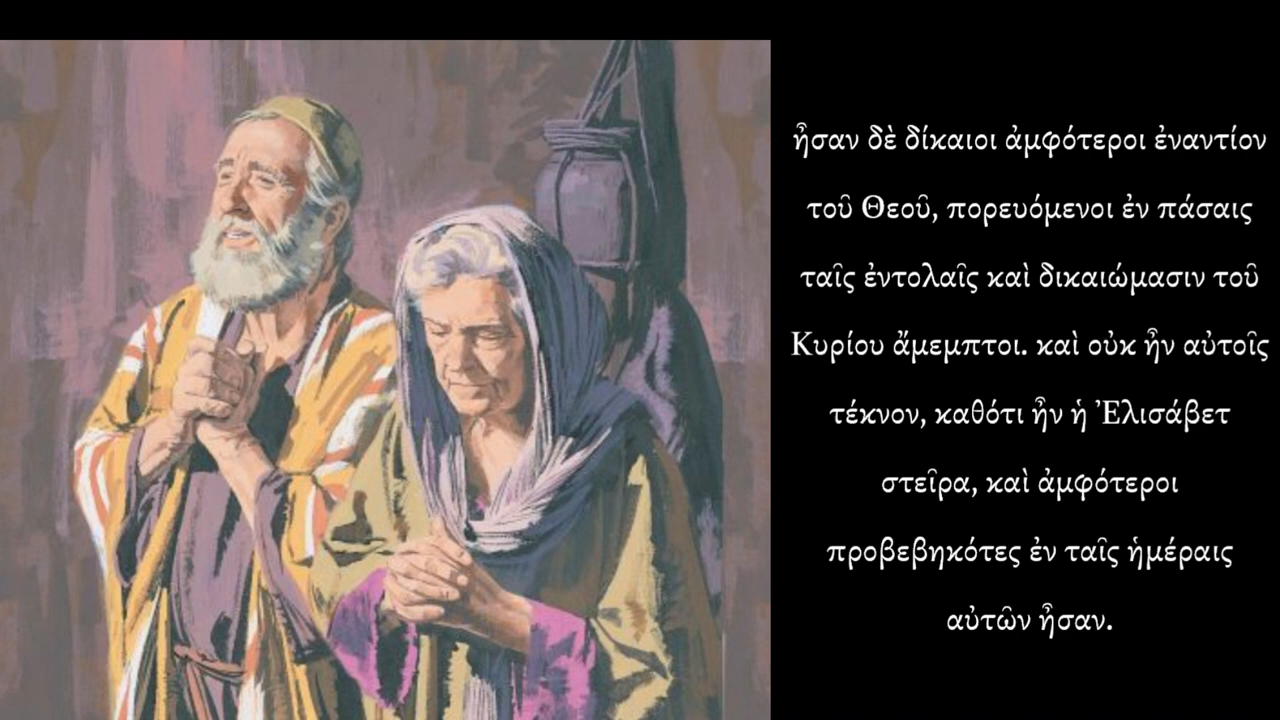 ἦσαν δὲ δίκαιοι ἀμφότεροι ἐναντίον
τοῦ Θεοῦ, πορευόμενοι ἐν πάσαις
ταῖς ἐντολαῖς καὶ δικαιώμασιν τοῦ
Κυρίου ἄμεμπτοι. καὶ οὐκ ἦν αὐτοῖς
τέκνον, καθότι ἦν ἡ Ἐλισάβετ
στεῖρα, καὶ ἀμφότεροι
προβεβηκότες ἐν ταῖς ἡμέραις
αὐτῶν ἦσαν.